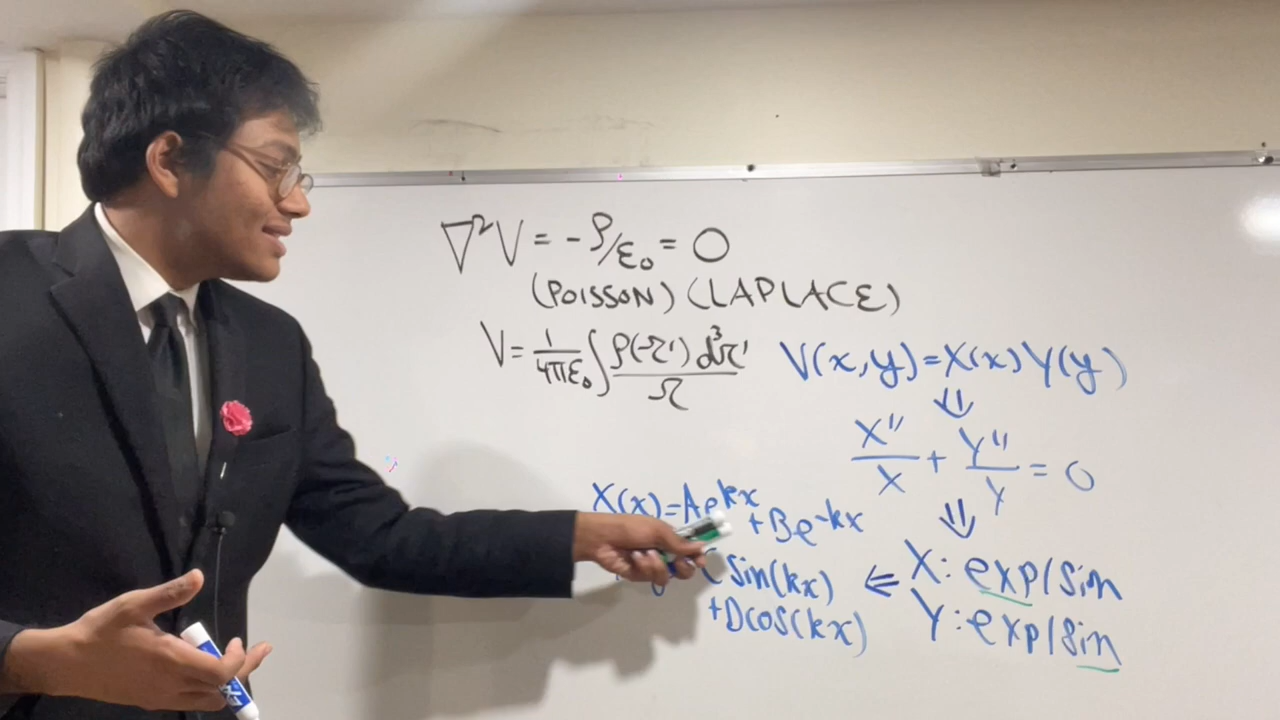 ∇²V = -ρ/ε₀ = 0
(POISSON) (LAPLACE)
V = 1/4πε₀ ∫ ρ(r') d³r' / r
V(x,y)=X(x)Y(y)
⇓
X''/X + Y''/Y = 0
⇓
X(x)=Ae^kx
+Be^-kx
Sin(kx)
+Dcos(kx)
⇐ X: exp/sin
Y: exp/sin